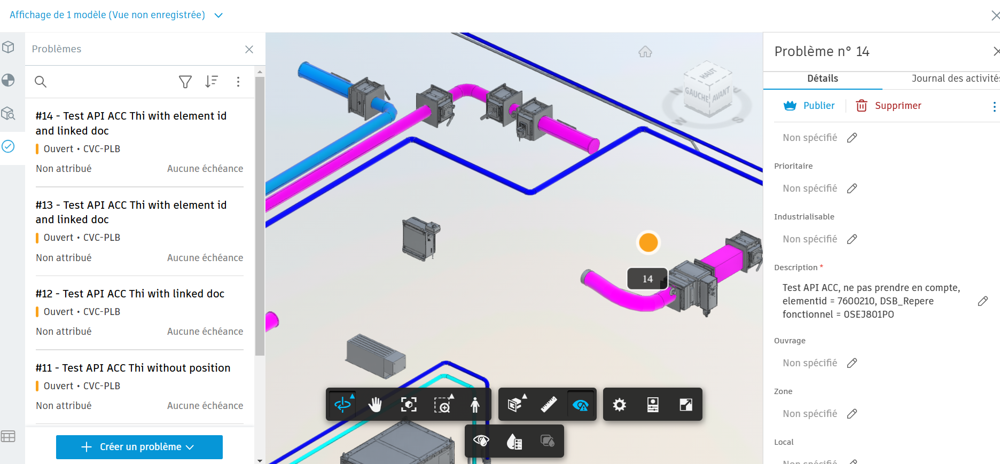 Affichage de 1 modèle (Vue non enregistrée)
Problèmes
#14 - Test API ACC Thi with element id
and linked doc
Ouvert • CVC-PLB
Non attribué Aucune échéance
#13 - Test API ACC Thi with element id
and linked doc
Ouvert • CVC-PLB
Non attribué Aucune échéance
#12 - Test API ACC Thi with linked doc
Ouvert • CVC-PLB
Non attribué Aucune échéance
#11 - Test API ACC Thi without position
Ouvert • CVC-PLB
Non attribué Aucune échéance
Créer un problème
HAUT
GAUCHE AVANT
N
W S
14
Problème n° 14
Détails Journal des activités
Publier Supprimer
Non spécifié
Prioritaire
Non spécifié
Industrialisable
Non spécifié
Description *
Test API ACC, ne pas prendre en compte,
elementid = 7600210, DSB_Repere
fonctionnel = 0SEJ801PO
Ouvrage
Non spécifié
Zone
Non spécifié
Local
Non spécifié